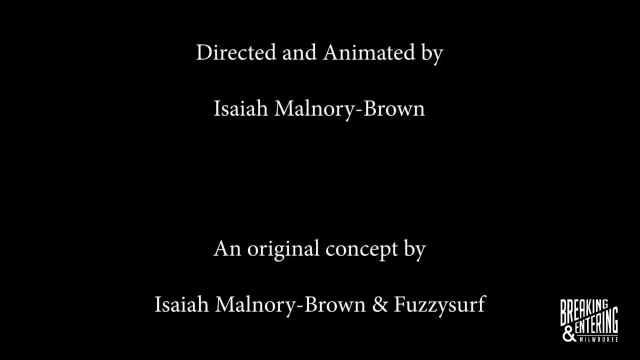 Directed and Animated by
Isaiah Malnory-Brown
An original concept by
Isaiah Malnory-Brown & Fuzzysurf
BREAKING
& ENTERING
MILWAUKEE